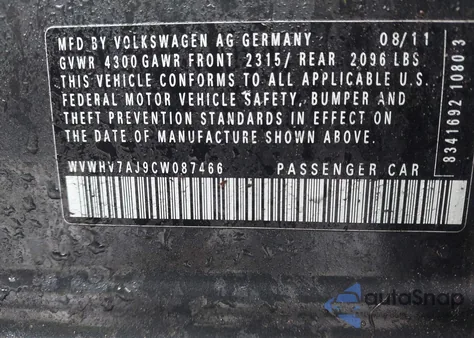 MFD BY VOLKSWAGEN AG GERMANY 08/11
GVWR 4300 GAWR FRONT 2315/ REAR 2096 LBS.
THIS VEHICLE CONFORMS TO ALL APPLICABLE U.S.
FEDERAL MOTOR VEHICLE SAFETY, BUMPER AND
THEFT PREVENTION STANDARDS IN EFFECT ON
THE DATE OF MANUFACTURE SHOWN ABOVE.
WVWHV7AJ9CW087466 PASSENGER CAR
8341692 1080 3
autoSnap